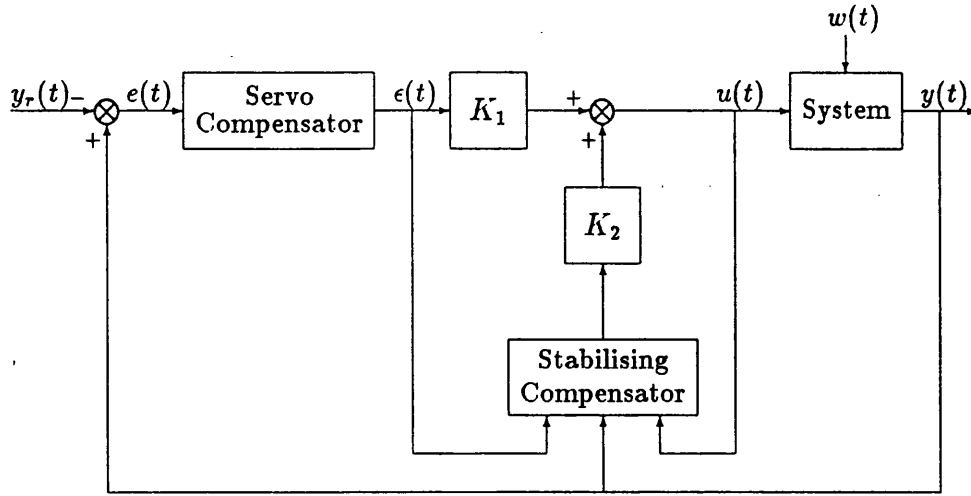 w(t)
y_r(t) −
e(t)
Servo
Compensator
ϵ(t)
K_1
+
u(t)
System
y(t)
+
+
K_2
Stabilising
Compensator